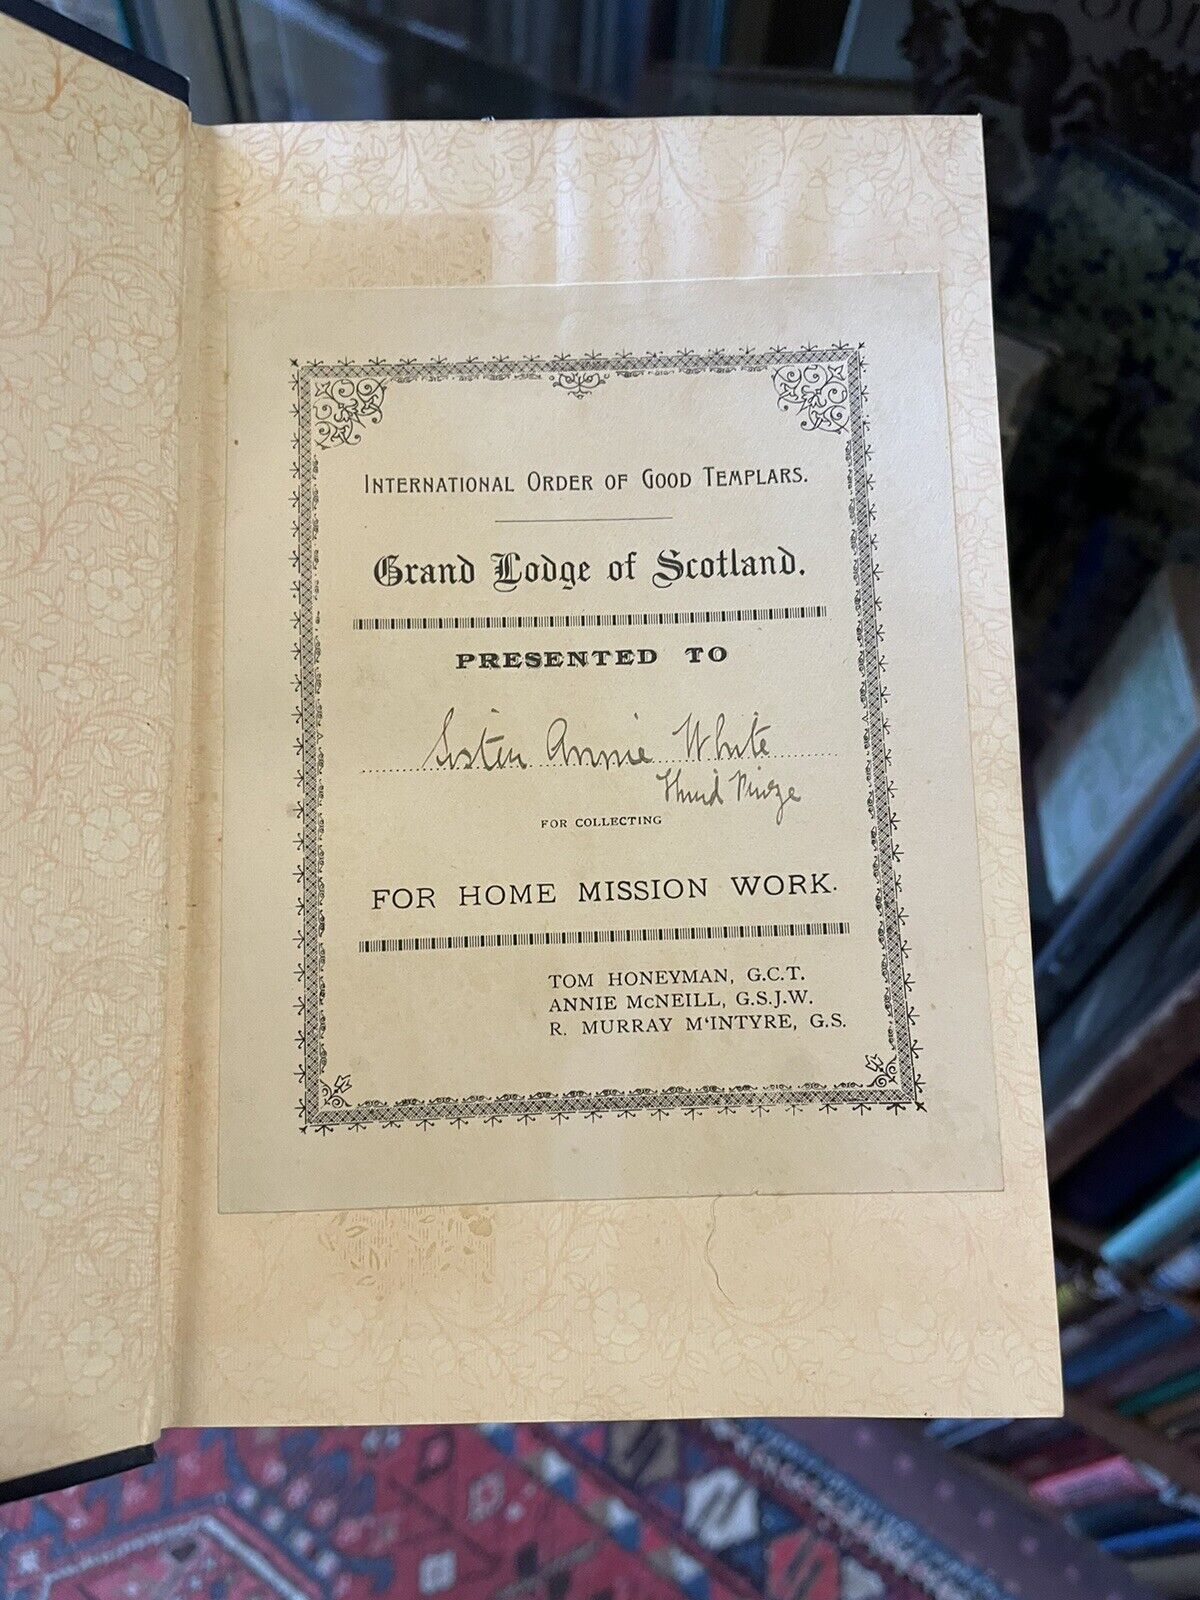 INTERNATIONAL ORDER OF GOOD TEMPLARS.
Grand Lodge of Scotland.
PRESENTED TO
Sister Annie White
Third Prize
FOR COLLECTING
FOR HOME MISSION WORK.
TOM HONEYMAN, G.C.T.
ANNIE McNEILL, G.S.J.W.
R. MURRAY M'INTYRE, G.S.